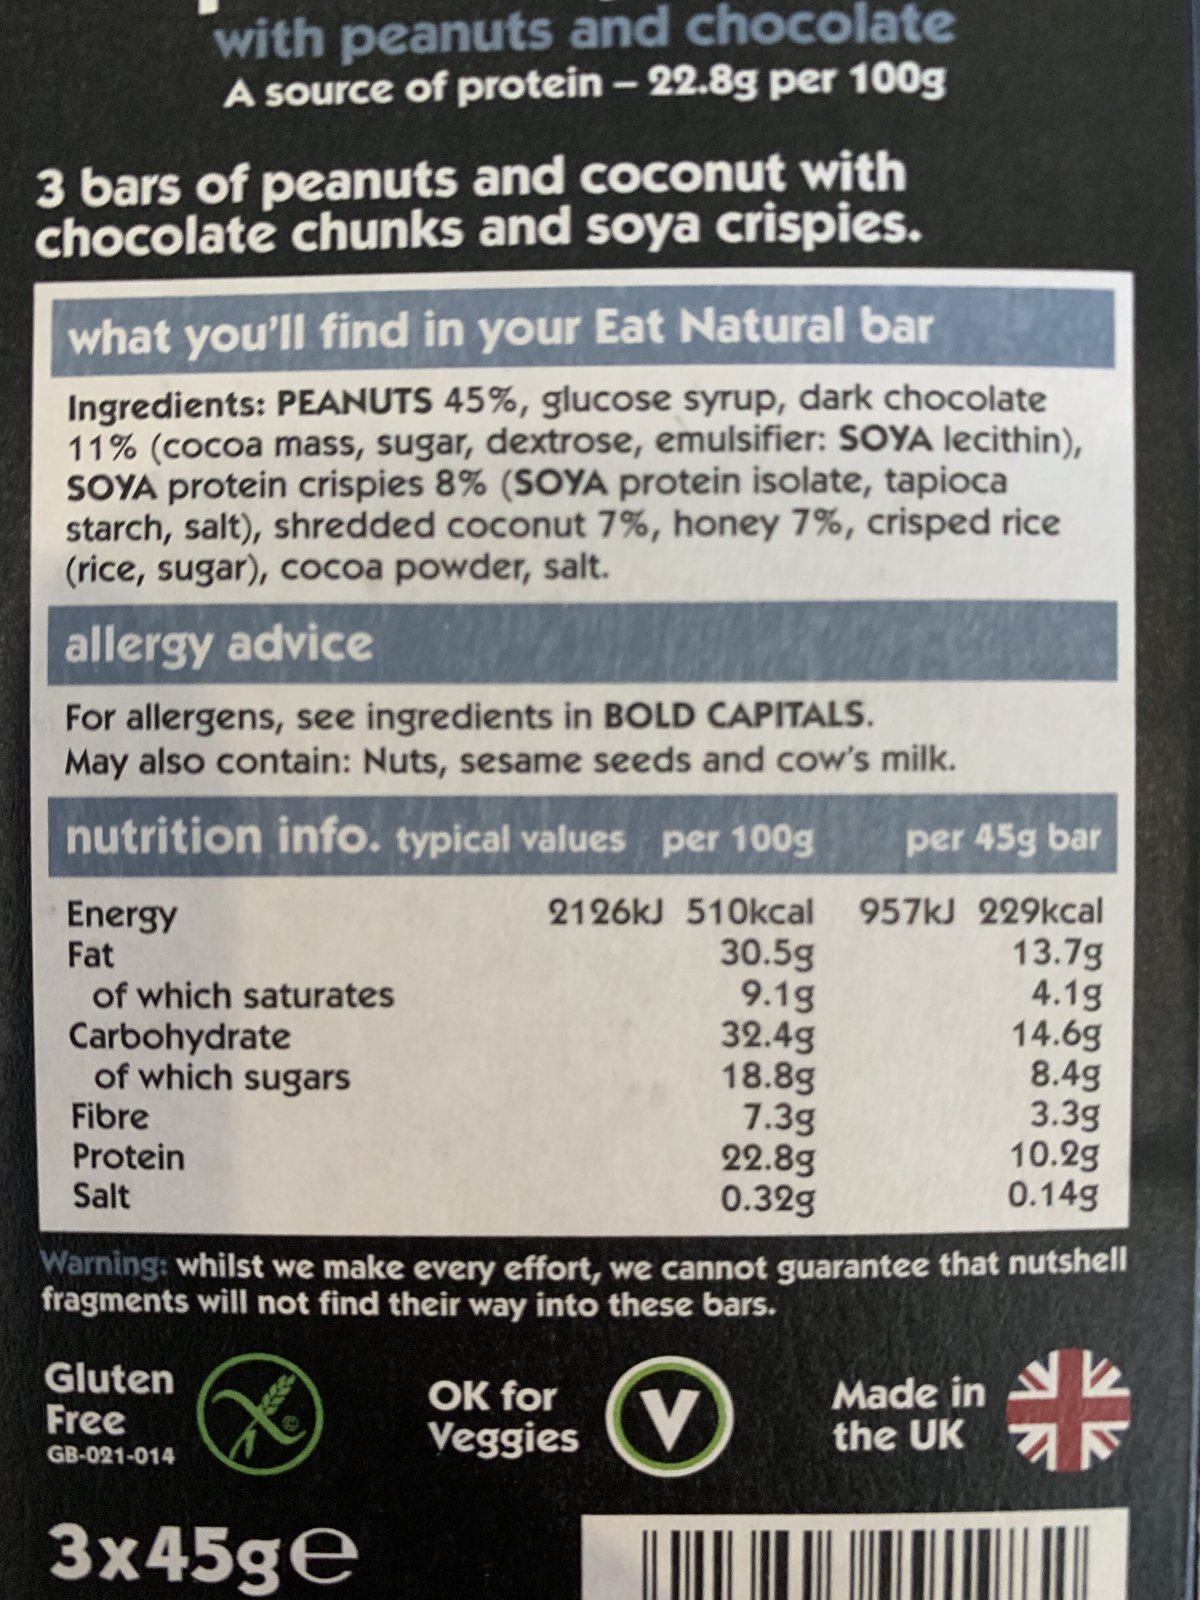 with peanuts and chocolate
A source of protein – 22.8g per 100g
3 bars of peanuts and coconut with
chocolate chunks and soya crispies.
what you'll find in your Eat Natural bar
Ingredients: PEANUTS 45%, glucose syrup, dark chocolate
11% (cocoa mass, sugar, dextrose, emulsifier: SOYA lecithin),
SOYA protein crispies 8% (SOYA protein isolate, tapioca
starch, salt), shredded coconut 7%, honey 7%, crisped rice
(rice, sugar), cocoa powder, salt.
allergy advice
For allergens, see ingredients in BOLD CAPITALS.
May also contain: Nuts, sesame seeds and cow's milk.
nutrition info. typical values per 100g per 45g bar
Energy 2126kJ 510kcal 957kJ 229kcal
Fat 30.5g 13.7g
of which saturates 9.1g 4.1g
Carbohydrate 32.4g 14.6g
of which sugars 18.8g 8.4g
Fibre 7.3g 3.3g
Protein 22.8g 10.2g
Salt 0.32g 0.14g
Warning: whilst we make every effort, we cannot guarantee that nutshell
fragments will not find their way into these bars.
Gluten
Free
GB-021-014
©
OK for
Veggies
V
Made in
the UK
3x45g℮